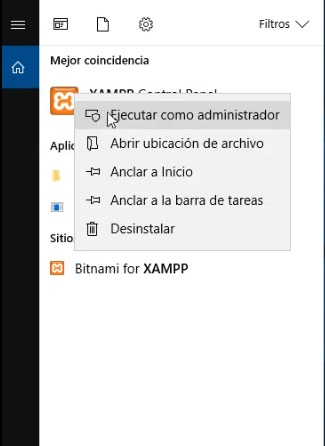 Filtros
Mejor coincidencia
XAMPP Control Panel
Ejecutar como administrador
Abrir ubicación de archivo
Anclar a Inicio
Anclar a la barra de tareas
Desinstalar
Aplic
Sitio
Bitnami for XAMPP